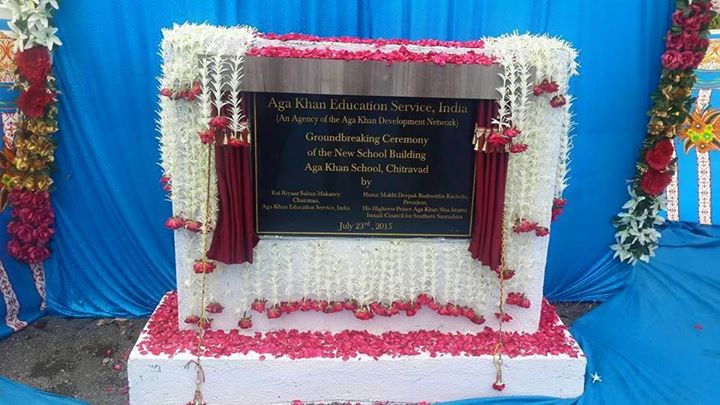 Aga Khan Education Service, India
(An Agency of the Aga Khan Development Network)
Groundbreaking Ceremony
of the New School Building
Aga Khan School, Chitravad
by
Rai Riyaaz Sultan Makaney
Chairman,
Aga Khan Education Service, India
Huzur Mukhi Deepak Badruddin Kachchi,
President,
His Highness Prince Aga Khan Shia Imami
Ismaili Council for Southern Saurashtra
July 23rd, 2015